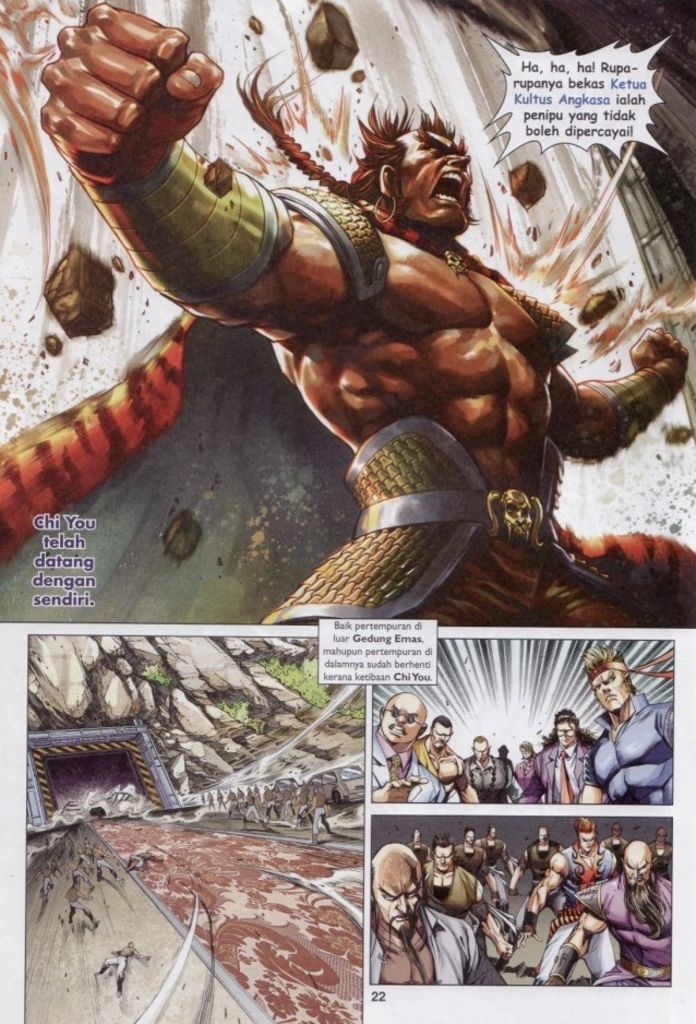 Ha, ha, ha! Rupa-
rupanya bekas Ketua
Kultus Angkasa ialah
penipu yang tidak
boleh dipercayai!
Chi You
telah
datang
dengan
sendiri.
Baik pertempuran di
luar Gedung Emas,
mahupun pertempuran di
dalamnya sudah berhenti
kerana ketibaan Chi You.
22